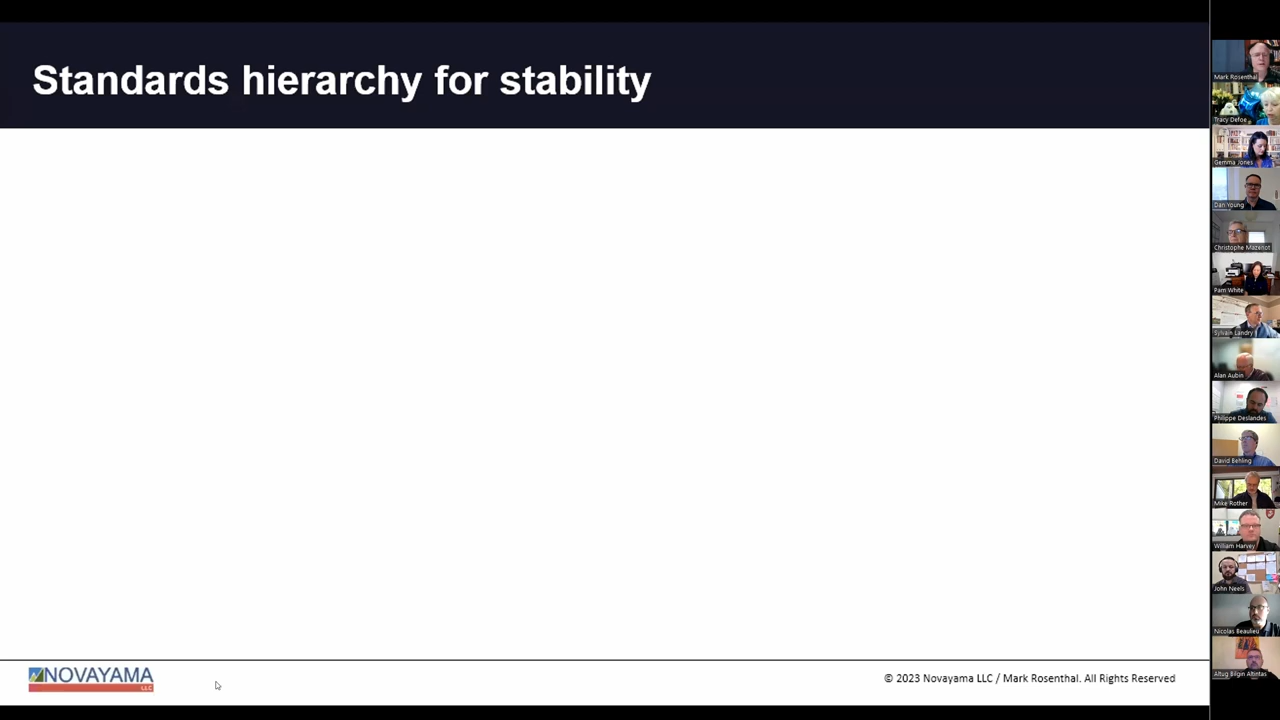 Standards hierarchy for stability
NOVAYAMA
LLC
© 2023 Novayama LLC / Mark Rosenthal. All Rights Reserved
Mark Rosenthal
Tracy Defoe
Gemma Jones
Dan Young
Christophe Mazenot
Pam White
Sylvain Landry
Alan Aubin
Philippe Deslandes
David Behling
Mike Rother
William Harvey
John Neels
Nicolas Beaulieu
Altug Bilgin Altintas